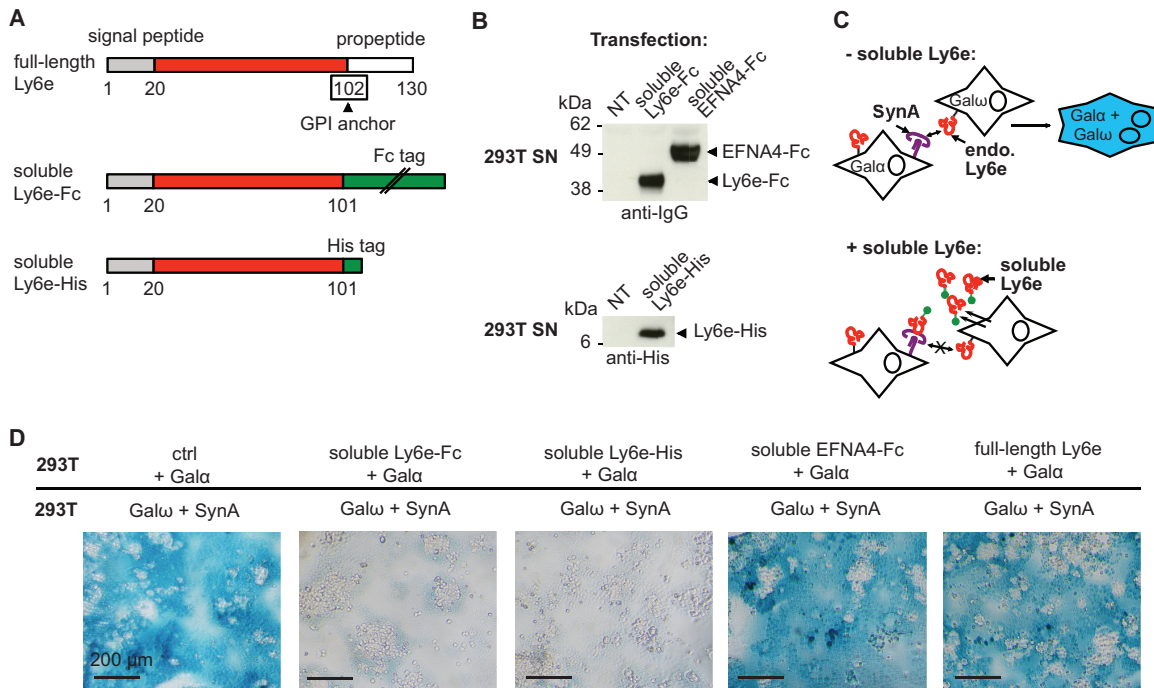 A
signal peptide
propeptide
full-length
Ly6e
1
20
102
130
GPI anchor
Fc tag
soluble
Ly6e-Fc
1
20
101
His tag
soluble
Ly6e-His
1
20
101
B
Transfection:
NT
soluble
Ly6e-Fc
soluble
EFNA4-Fc
kDa
62
49
38
293T SN
EFNA4-Fc
Ly6e-Fc
anti-IgG
NT
soluble
Ly6e-His
kDa
293T SN
6
Ly6e-His
anti-His
C
- soluble Ly6e:
SynA
Galω
Galα
endo.
Ly6e
Galα +
Galω
+ soluble Ly6e:
soluble
Ly6e
D
293T
ctrl
+ Galα
soluble Ly6e-Fc
+ Galα
soluble Ly6e-His
+ Galα
soluble EFNA4-Fc
+ Galα
full-length Ly6e
+ Galα
293T
Galω + SynA
Galω + SynA
Galω + SynA
Galω + SynA
Galω + SynA
200 µm